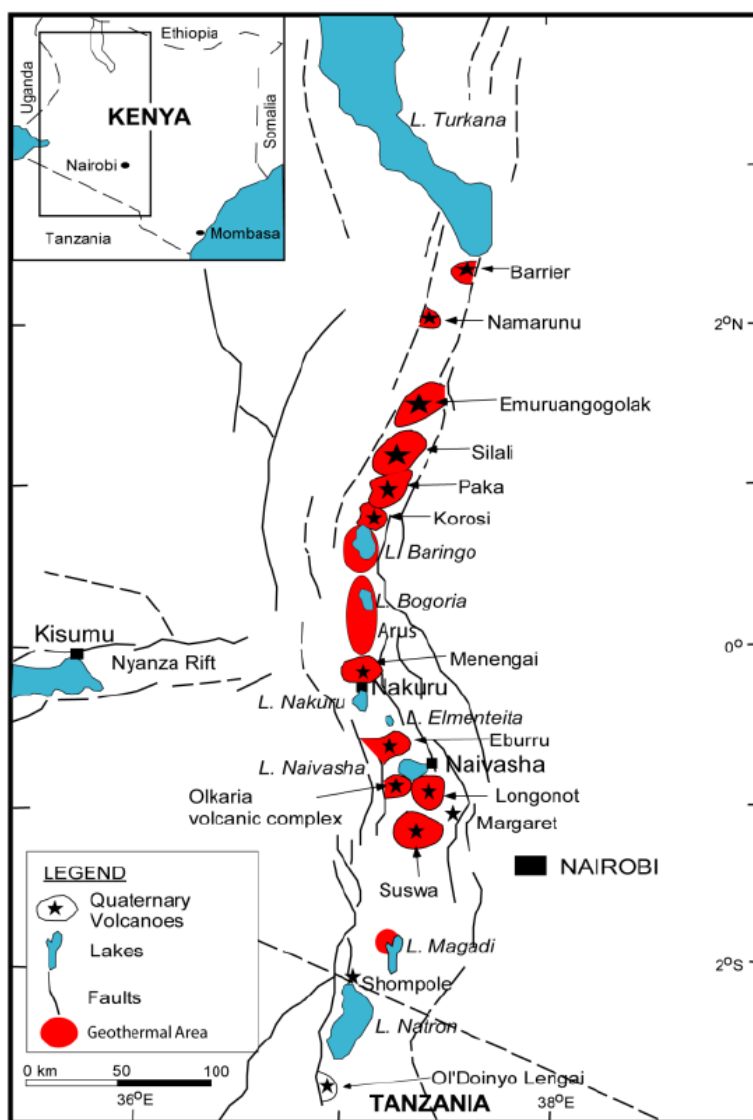 Ethiopia
Uganda
KENYA
Somalia
Nairobi
Tanzania
Mombasa
L. Turkana
Barrier
Namarunu
2°N
Emuruangogolak
Silali
Paka
Korosi
L. Baringo
L. Bogoria
Arus
Kisumu
Nyanza Rift
0°
Menengai
Nakuru
L. Nakuru
L. Elmenteita
Eburru
L. Naivasha
Naivasha
Olkaria
volcanic complex
Longonot
Margaret
NAIROBI
Suswa
LEGEND
Quaternary
Volcanoes
Lakes
Faults
Geothermal Area
L. Magadi
2°S
Shompole
L. Natron
0 km 50 100
Ol'Doinyo Lengai
36°E
TANZANIA
38°E